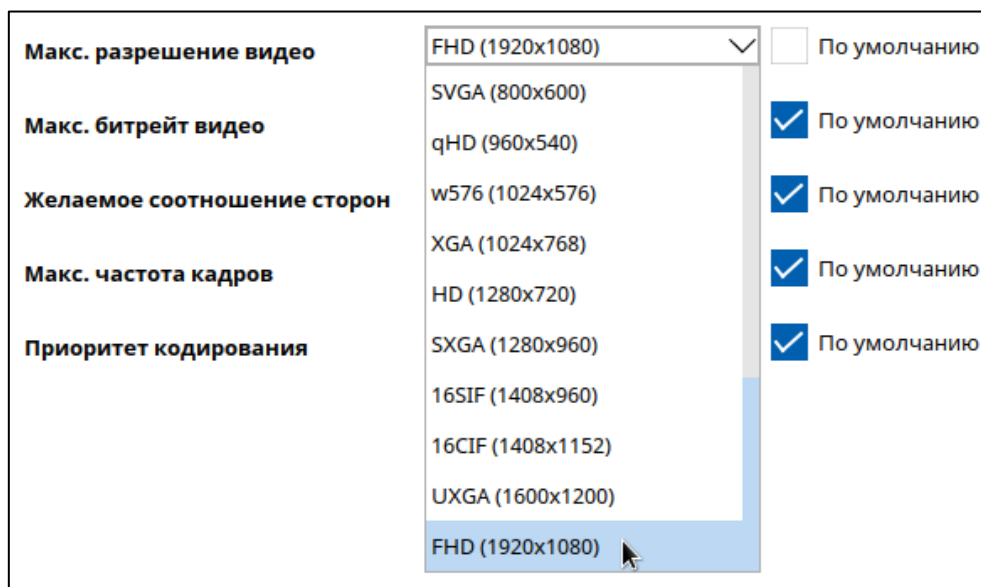 Макс. разрешение видео FHD (1920x1080) По умолчанию
SVGA (800x600)
Макс. битрейт видео По умолчанию
qHD (960x540)
Желаемое соотношение сторон w576 (1024x576) По умолчанию
XGA (1024x768)
Макс. частота кадров По умолчанию
HD (1280x720)
Приоритет кодирования SXGA (1280x960) По умолчанию
16SIF (1408x960)
16CIF (1408x1152)
UXGA (1600x1200)
FHD (1920x1080)